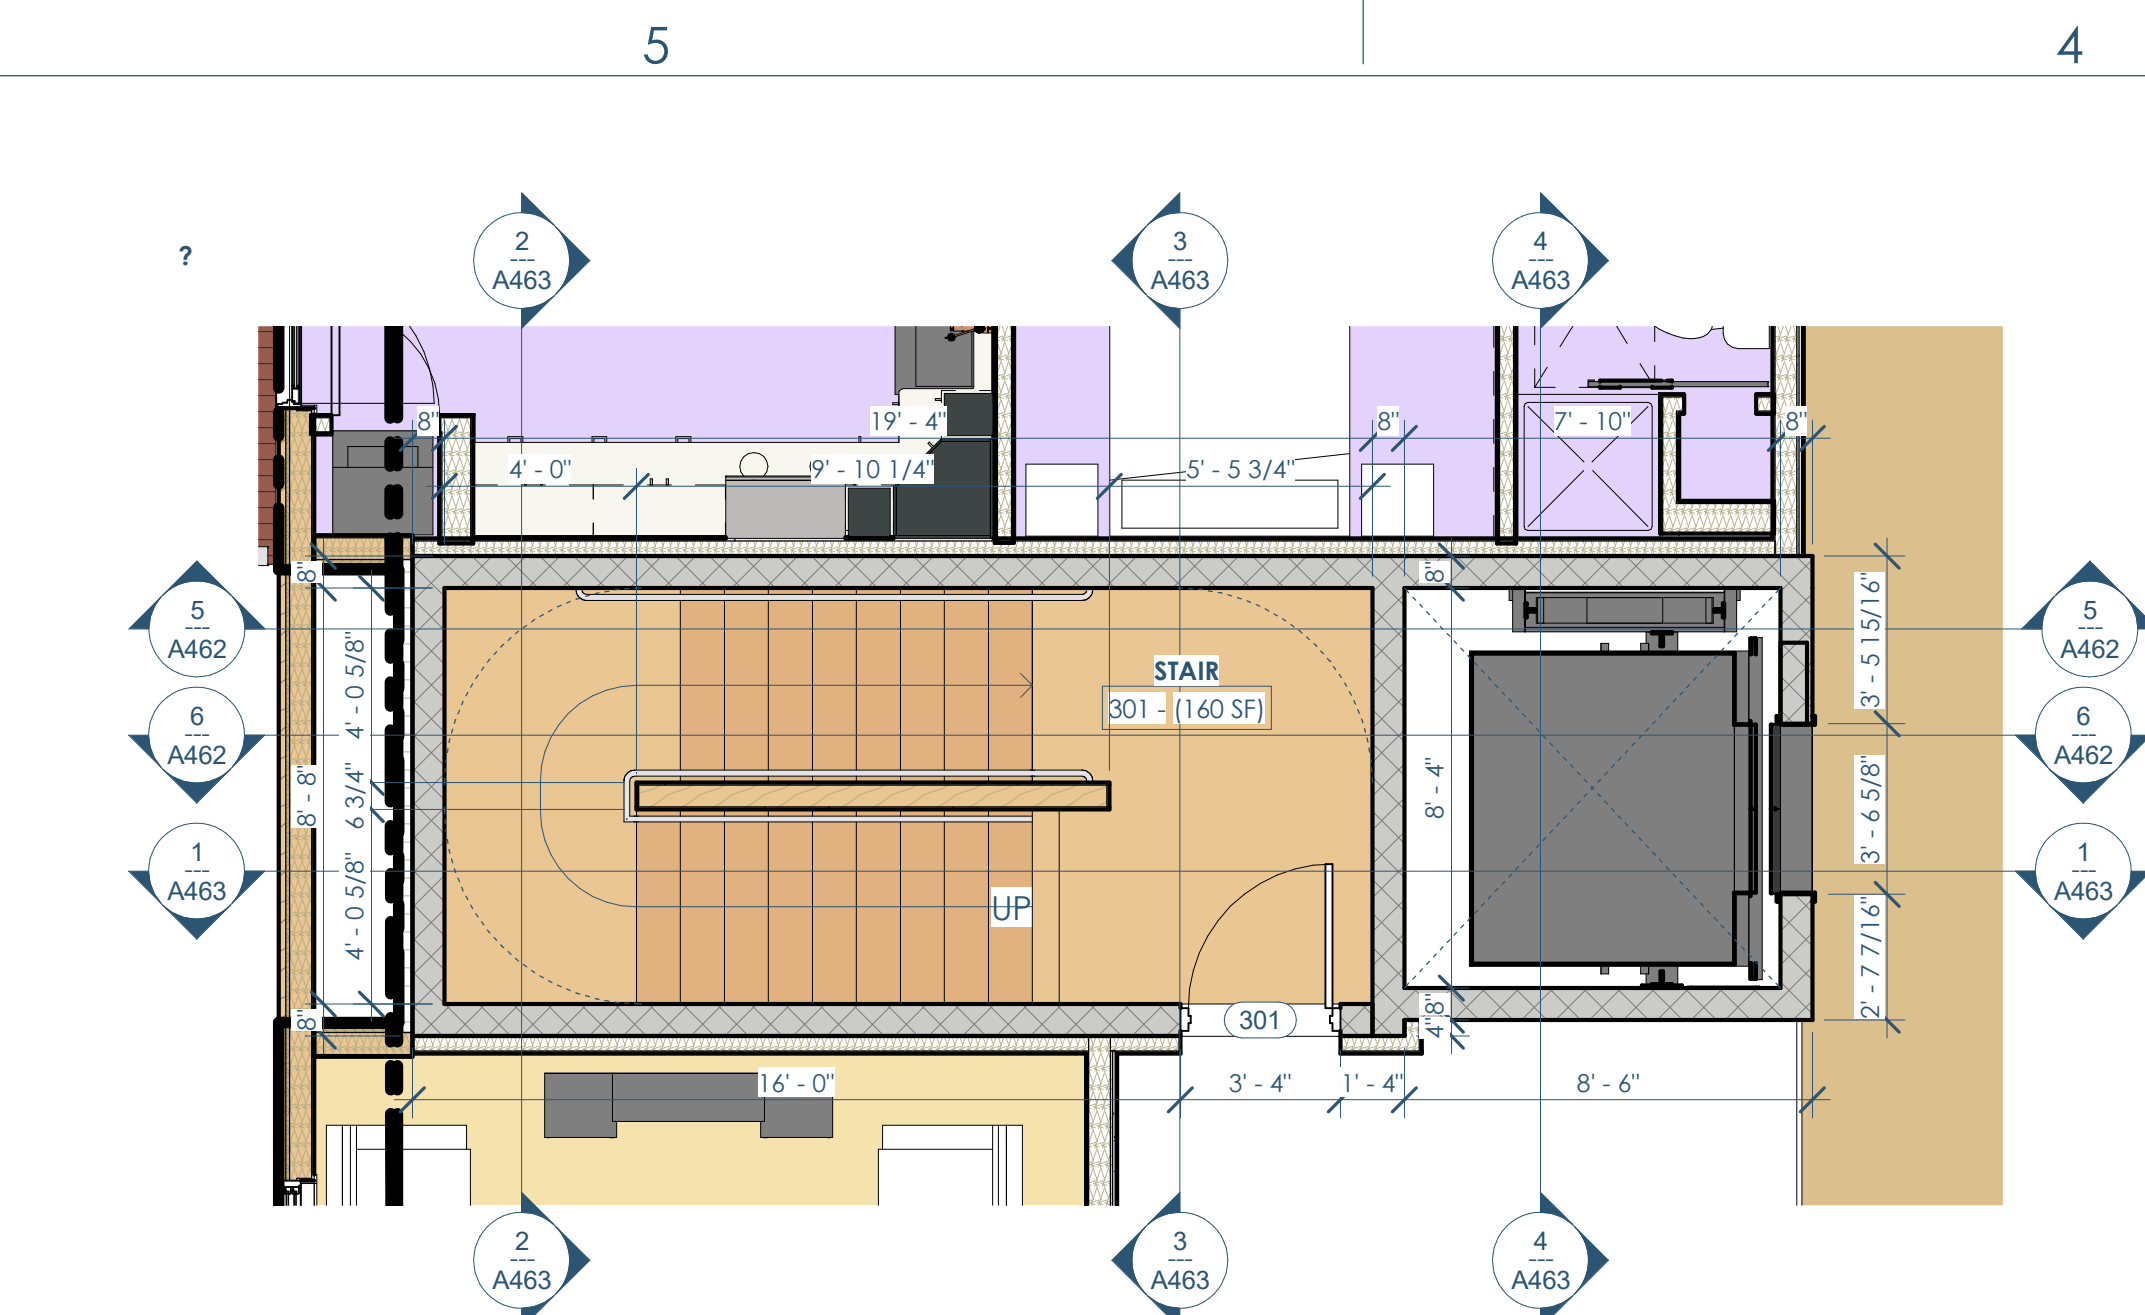 5
4
?
2
---
A463
3
---
A463
4
---
A463
8"
19' - 4"
8"
7' - 10"
8"
4' - 0"
9' - 10 1/4"
5' - 5 3/4"
8"
8"
5
---
A462
5
---
A462
4' - 0 5/8"
3' - 5 15/16"
STAIR
301 - (160 SF)
6
---
A462
6
---
A462
8' - 8"
6 3/4"
8' - 4"
3' - 6 5/8"
1
---
A463
1
---
A463
4' - 0 5/8"
UP
2' - 7 7/16"
8"
301
8"
4"
16' - 0"
3' - 4"
1' - 4"
8' - 6"
2
---
A463
3
---
A463
4
---
A463